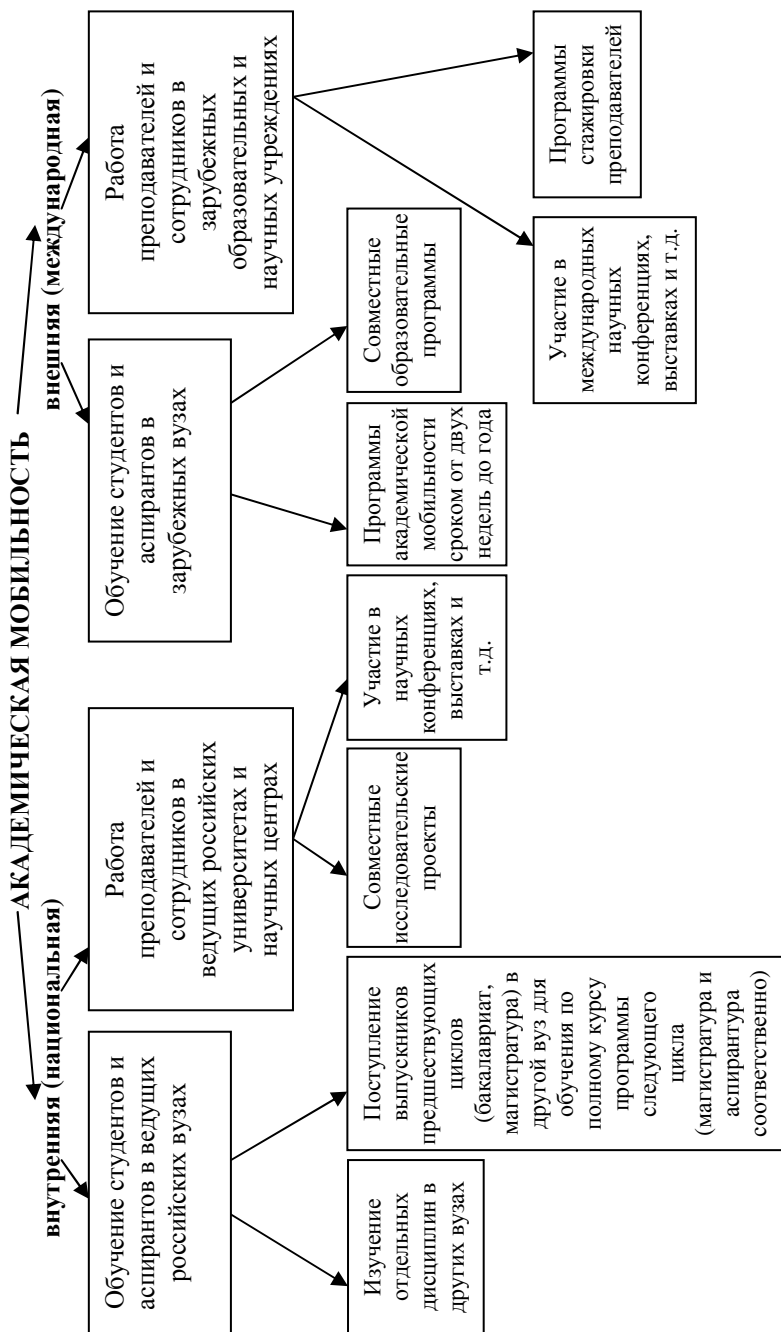 АКАДЕМИЧЕСКАЯ МОБИЛЬНОСТЬ
внутренняя (национальная)
внешняя (международная)
Обучение студентов и
аспирантов в ведущих
российских вузах
Работа
преподавателей и
сотрудников в
ведущих российских
университетах и
научных центрах
Обучение студентов и
аспирантов в
зарубежных вузах
Работа
преподавателей и
сотрудников в
зарубежных
образовательных и
научных учреждениях
Изучение
отдельных
дисциплин в
других вузах
Поступление
выпускников
предшествующих
циклов
(бакалавриат,
магистратура) в
другой вуз для
обучения по
полному курсу
программы
следующего
цикла
(магистратура и
аспирантура
соответственно)
Совместные
исследовательские
проекты
Участие в
научных
конференциях,
выставках и
т.д.
Программы
академической
мобильности
сроком от двух
недель до года
Совместные
образовательные
программы
Участие в
международных
научных
конференциях,
выставках и т.д.
Программы
стажировки
преподавателей